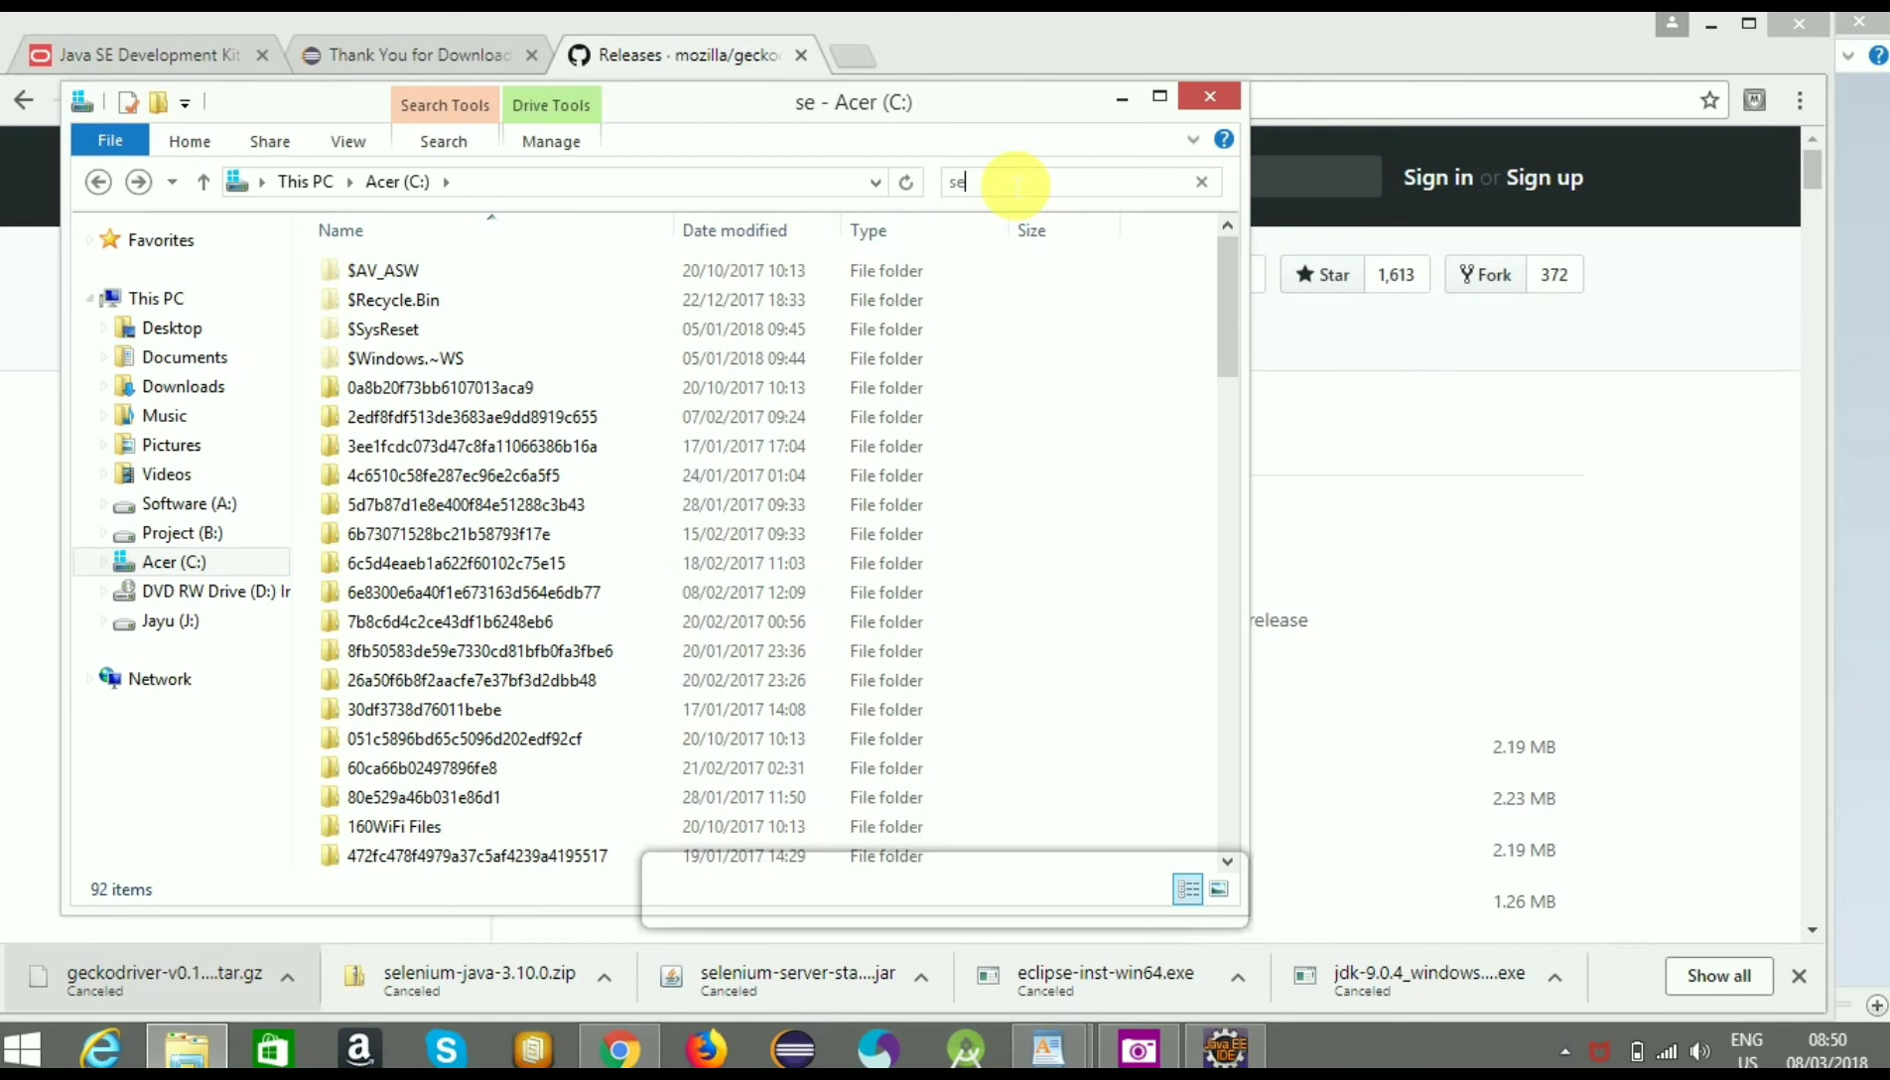 Java SE Development Kit
Thank You for Download
Releases · mozilla/gecko
Search Tools
Drive Tools
se - Acer (C:)
File
Home
Share
View
Search
Manage
This PC
Acer (C:)
se
Sign in or Sign up
Name
Date modified
Type
Size
Favorites
This PC
Desktop
Documents
Downloads
Music
Pictures
Videos
Software (A:)
Project (B:)
Acer (C:)
DVD RW Drive (D:) Ir
Jayu (J:)
Network
$AV_ASW 20/10/2017 10:13 File folder
$Recycle.Bin 22/12/2017 18:33 File folder
$SysReset 05/01/2018 09:45 File folder
$Windows.~WS 05/01/2018 09:44 File folder
0a8b20f73bb6107013aca9 20/10/2017 10:13 File folder
2edf8fdf513de3683ae9dd8919c655 07/02/2017 09:24 File folder
3ee1fcdc073d47c8fa11066386b16a 17/01/2017 17:04 File folder
4c6510c58fe287ec96e2c6a5f5 24/01/2017 01:04 File folder
5d7b87d1e8e400f84e51288c3b43 28/01/2017 09:33 File folder
6b73071528bc21b58793f17e 15/02/2017 09:33 File folder
6c5d4eaeb1a622f60102c75e15 18/02/2017 11:03 File folder
6e8300e6a40f1e673163d564e6db77 08/02/2017 12:09 File folder
7b8c6d4c2ce43df1b6248eb6 20/02/2017 00:56 File folder
8fb50583de59e7330cd81bfb0fa3fbe6 20/01/2017 23:36 File folder
26a50f6b8f2aacfe7e37bf3d2dbb48 20/02/2017 23:26 File folder
30df3738d76011bebe 17/01/2017 14:08 File folder
051c5896bd65c5096d202edf92cf 20/10/2017 10:13 File folder
60ca66b02497896fe8 21/02/2017 02:31 File folder
80e529a46b031e86d1 28/01/2017 11:50 File folder
160WiFi Files 20/10/2017 10:13 File folder
472fc478f4979a37c5af4239a4195517 19/01/2017 14:29 File folder
92 items
Star 1,613
Fork 372
release
2.19 MB
2.23 MB
2.19 MB
1.26 MB
geckodriver-v0.1....tar.gz
Canceled
selenium-java-3.10.0.zip
Canceled
selenium-server-sta....jar
Canceled
eclipse-inst-win64.exe
Canceled
jdk-9.0.4_windows....exe
Canceled
Show all
Java EE
IDE
ENG
US
08:50
08/03/2018